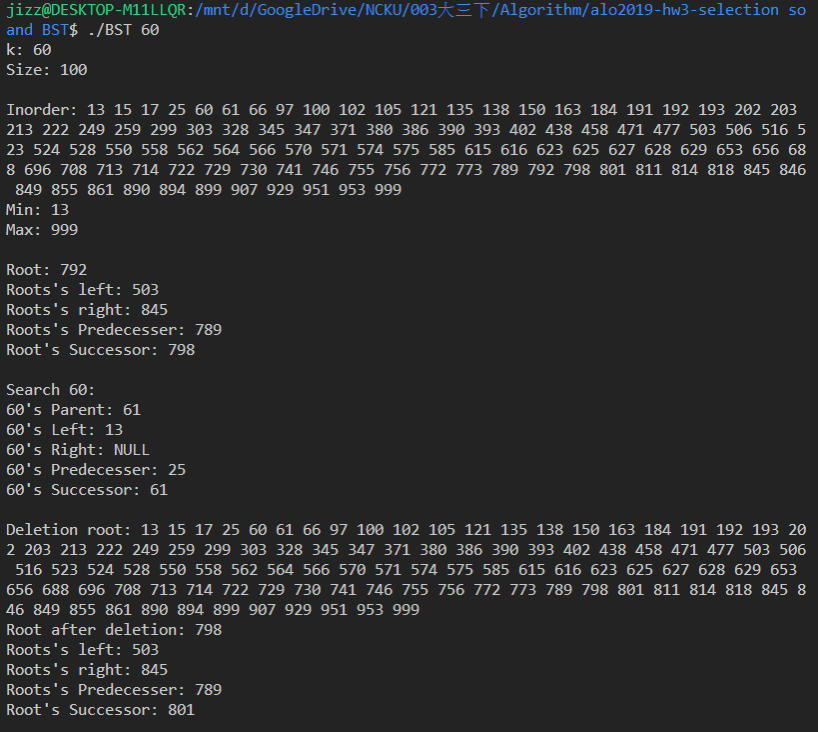 jizz@DESKTOP-M11LLQR:/mnt/d/GoogleDrive/NCKU/003大三下/Algorithm/alo2019-hw3-selection so
and BST$ ./BST 60
k: 60
Size: 100
Inorder: 13 15 17 25 60 61 66 97 100 102 105 121 135 138 150 163 184 191 192 193 202 203
213 222 249 259 299 303 328 345 347 371 380 386 390 393 402 438 458 471 477 503 506 516 5
23 524 528 550 558 562 564 566 570 571 574 575 585 615 616 623 625 627 628 629 653 656 68
8 696 708 713 714 722 729 730 741 746 755 756 772 773 789 792 798 801 811 814 818 845 846
849 855 861 890 894 899 907 929 951 953 999
Min: 13
Max: 999
Root: 792
Roots's left: 503
Roots's right: 845
Roots's Predecesser: 789
Root's Successor: 798
Search 60:
60's Parent: 61
60's Left: 13
60's Right: NULL
60's Predecesser: 25
60's Successor: 61
Deletion root: 13 15 17 25 60 61 66 97 100 102 105 121 135 138 150 163 184 191 192 193 20
2 203 213 222 249 259 299 303 328 345 347 371 380 386 390 393 402 438 458 471 477 503 506
516 523 524 528 550 558 562 564 566 570 571 574 575 585 615 616 623 625 627 628 629 653
656 688 696 708 713 714 722 729 730 741 746 755 756 772 773 789 798 801 811 814 818 845 8
46 849 855 861 890 894 899 907 929 951 953 999
Root after deletion: 798
Roots's left: 503
Roots's right: 845
Roots's Predecesser: 789
Root's Successor: 801